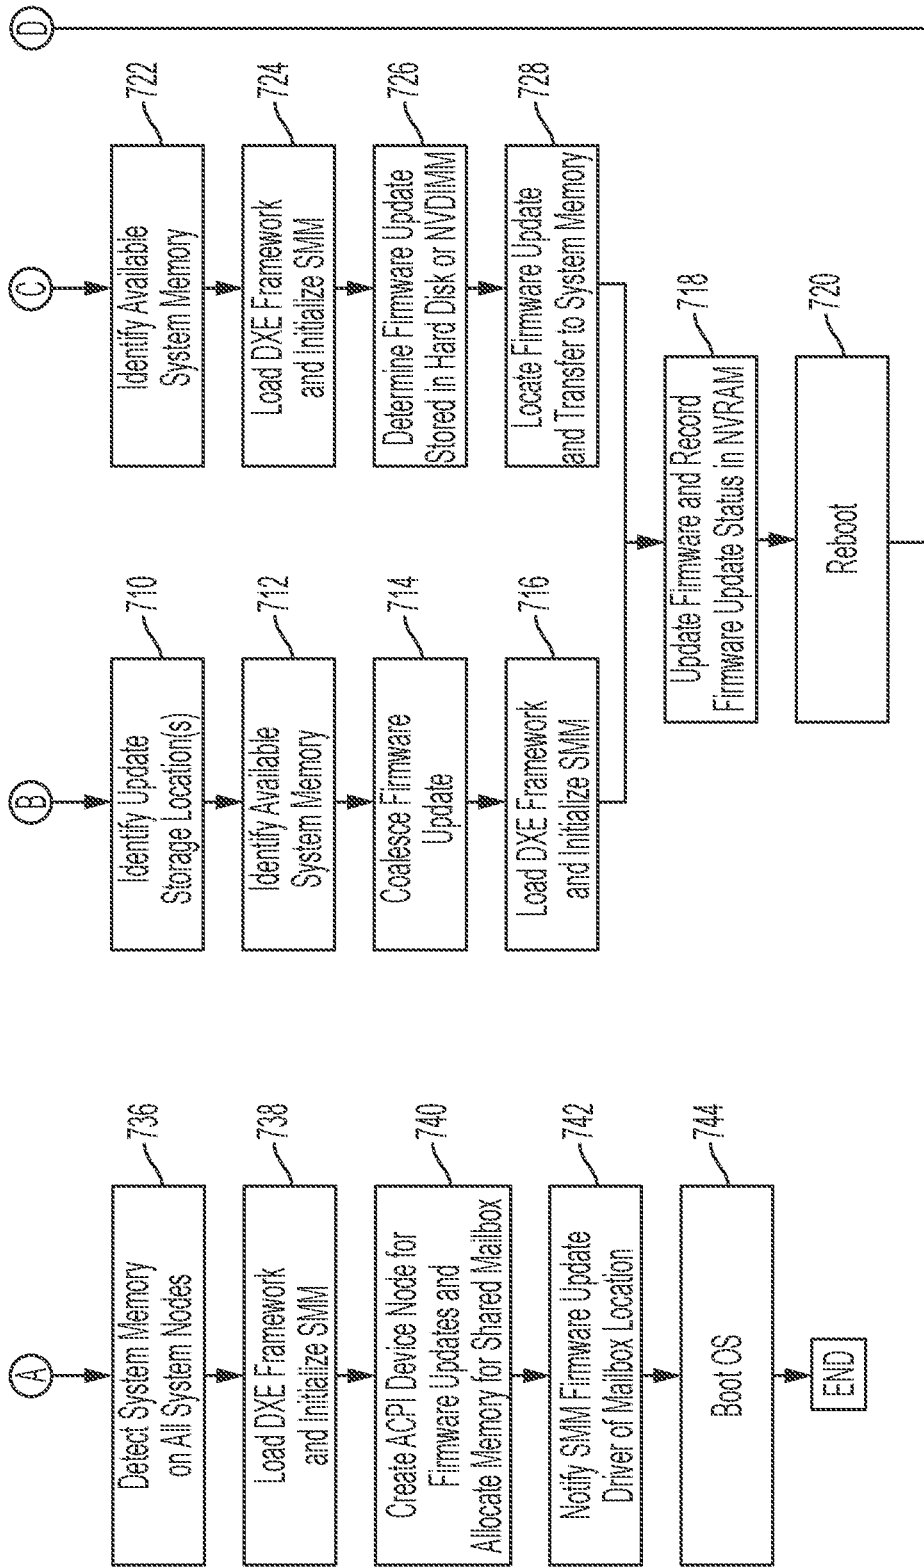 A
Detect System Memory
on All System Nodes
736
Load DXE Framework
and Initialize SMM
738
Create ACPI Device Node for
Firmware Updates and
Allocate Memory for Shared Mailbox
740
Notify SMM Firmware Update
Driver of Mailbox Location
742
Boot OS
744
END
B
Identify Update
Storage Location(s)
710
Identify Available
System Memory
712
Coalesce Firmware
Update
714
Load DXE Framework
and Initialize SMM
716
C
Identify Available
System Memory
722
Load DXE Framework
and Initialize SMM
724
Determine Firmware Update
Stored in Hard Disk or NVDIMM
726
Locate Firmware Update
and Transfer to System Memory
728
Update Firmware and Record
Firmware Update Status in NVRAM
718
Reboot
720
D